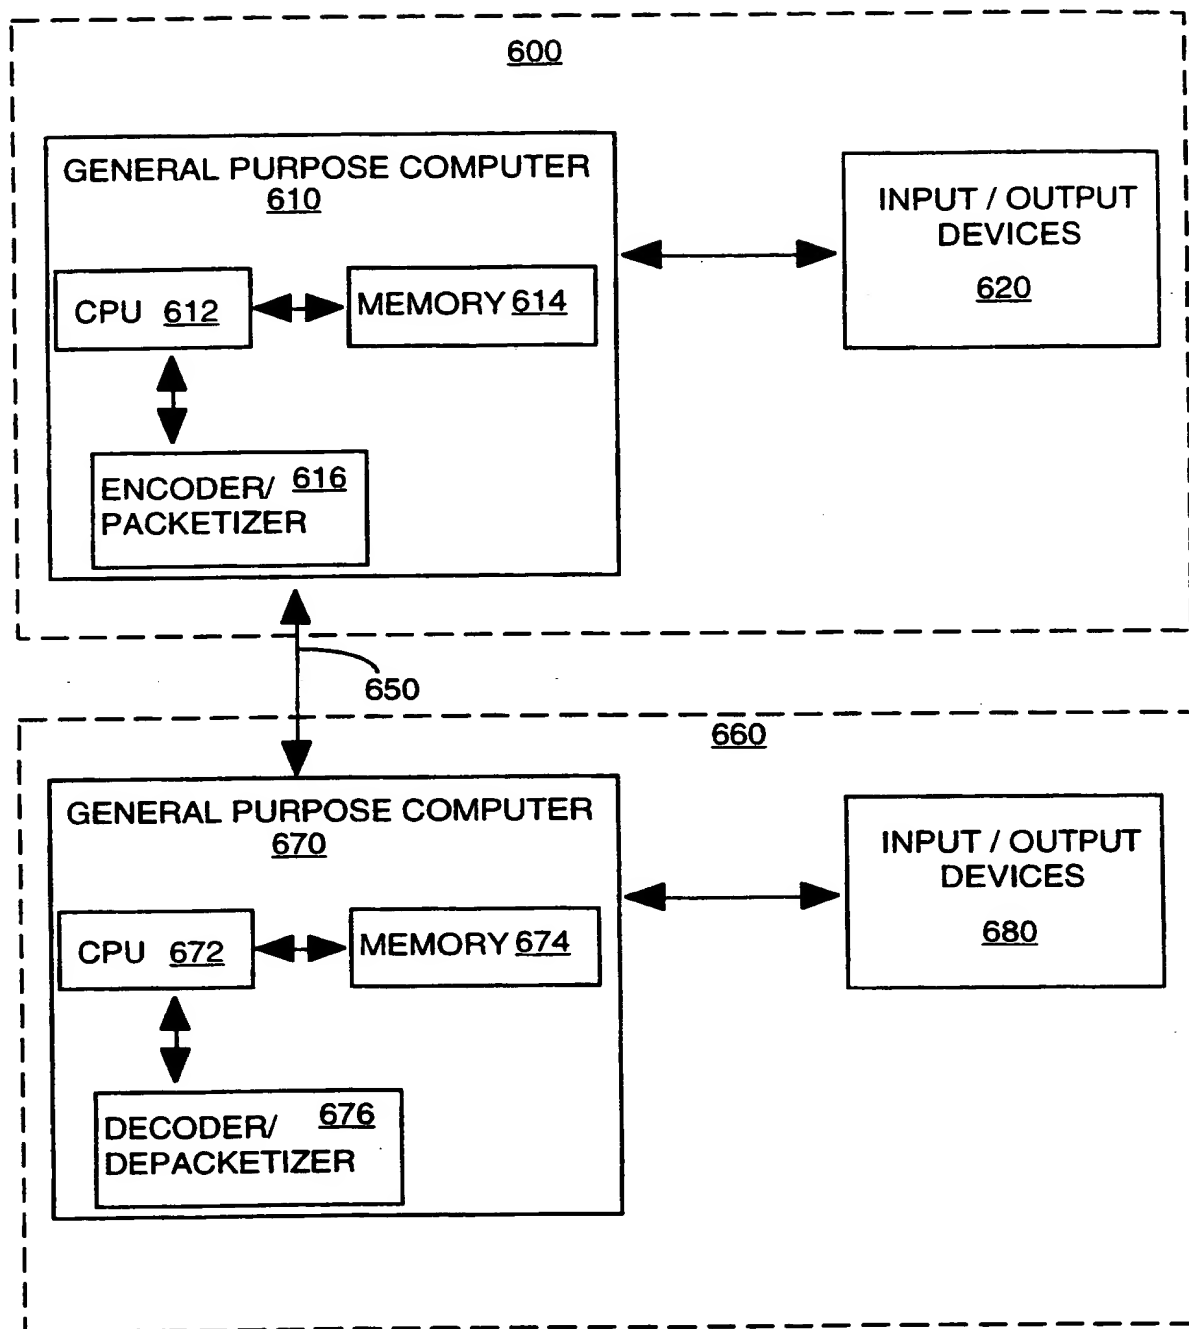 600
GENERAL PURPOSE COMPUTER
610
INPUT / OUTPUT
DEVICES
620
CPU 612
MEMORY 614
ENCODER/ 616
PACKETIZER
650
660
GENERAL PURPOSE COMPUTER
670
INPUT / OUTPUT
DEVICES
680
CPU 672
MEMORY 674
DECODER/ 676
DEPACKETIZER